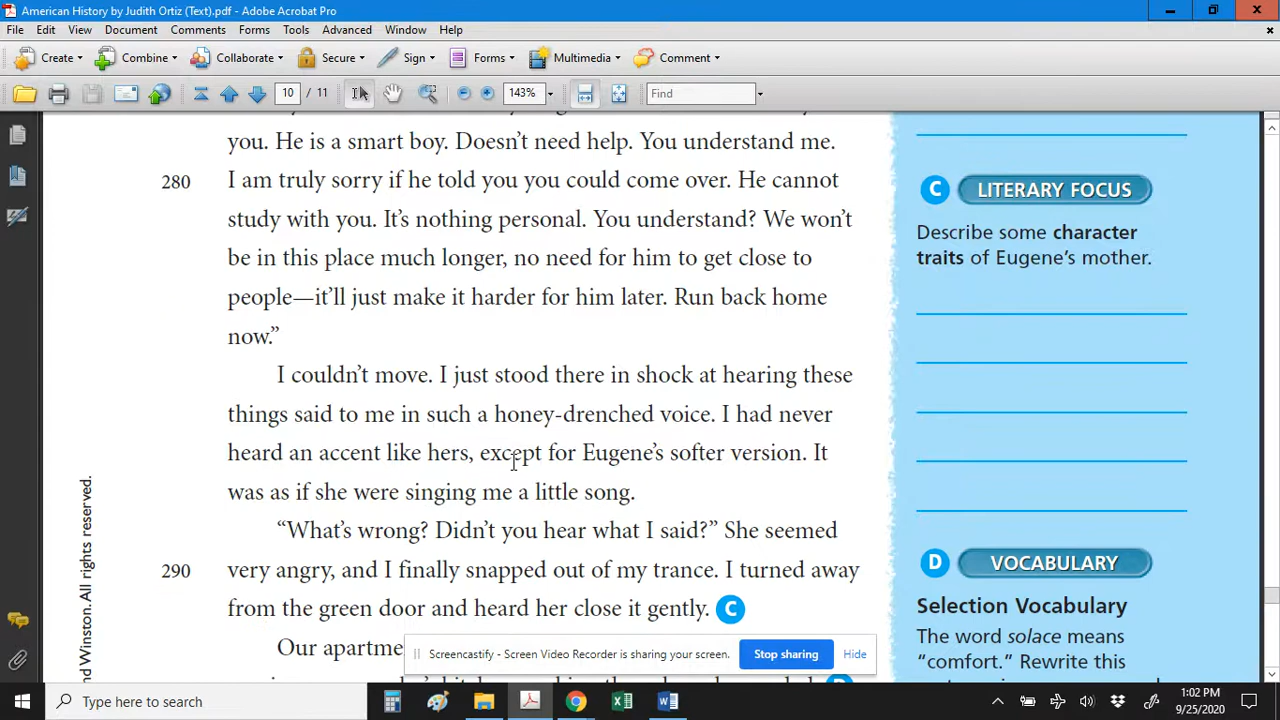 American History by Judith Ortiz (Text).pdf - Adobe Acrobat Pro
File Edit View Document Comments Forms Tools Advanced Window Help
Create Combine Collaborate Secure Sign Forms Multimedia Comment
10 / 11 143% Find
you. He is a smart boy. Doesn’t need help. You understand me.
280 I am truly sorry if he told you you could come over. He cannot
study with you. It’s nothing personal. You understand? We won’t
be in this place much longer, no need for him to get close to
people—it’ll just make it harder for him later. Run back home
now.”
I couldn’t move. I just stood there in shock at hearing these
things said to me in such a honey-drenched voice. I had never
heard an accent like hers, except for Eugene’s softer version. It
was as if she were singing me a little song.
“What’s wrong? Didn’t you hear what I said?” She seemed
290 very angry, and I finally snapped out of my trance. I turned away
from the green door and heard her close it gently. C
Our apartme
C LITERARY FOCUS
Describe some character
traits of Eugene’s mother.
D VOCABULARY
Selection Vocabulary
The word solace means
“comfort.” Rewrite this
nd Winston. All rights reserved.
Screencastify - Screen Video Recorder is sharing your screen. Stop sharing Hide
Type here to search
1:02 PM
9/25/2020